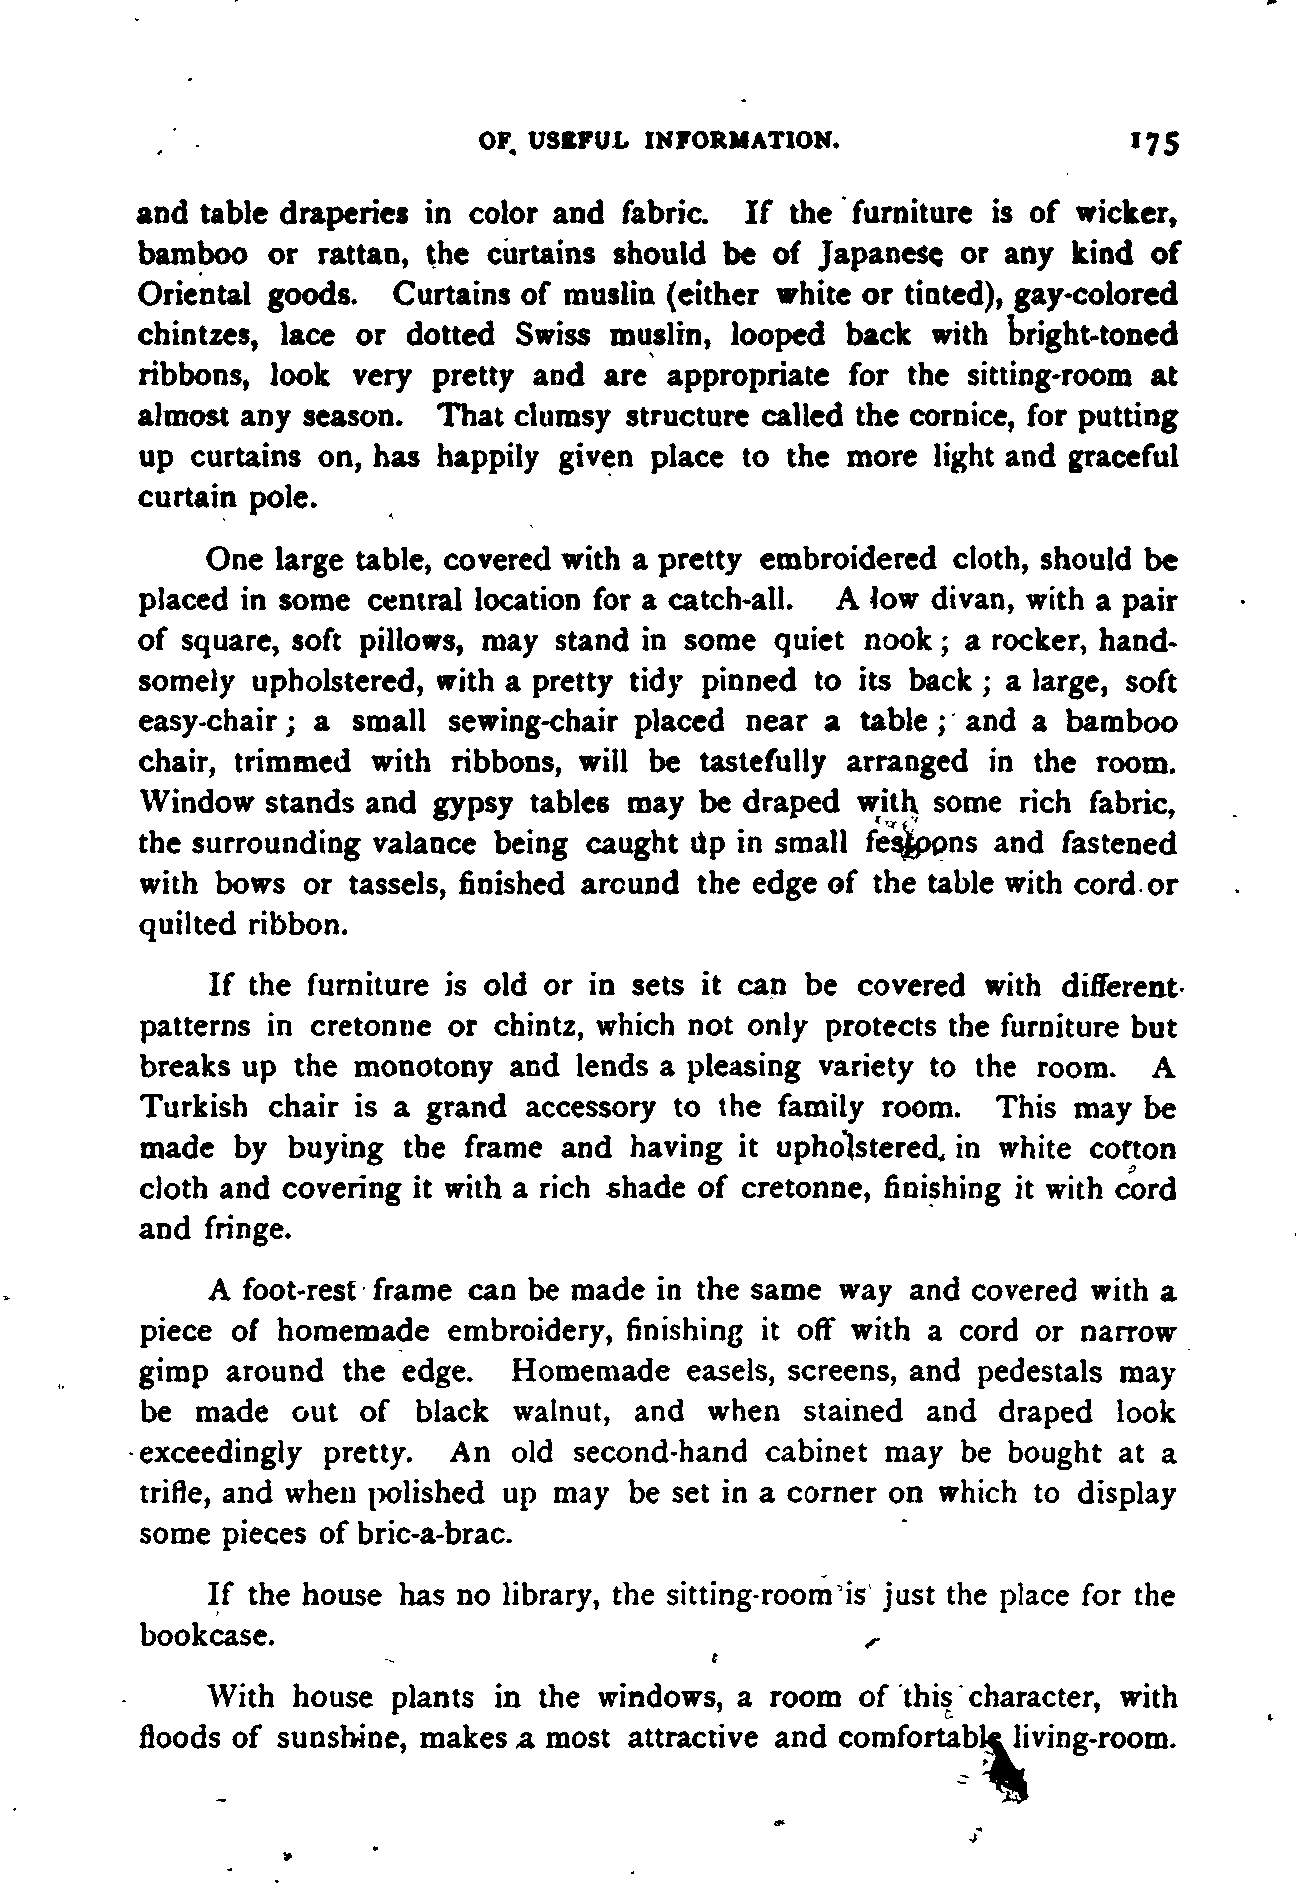 OF USEFUL INFORMATION. 175
and table draperies in color and fabric. If the furniture is of wicker,
bamboo or rattan, the curtains should be of Japanese or any kind of
Oriental goods. Curtains of muslin (either white or tinted), gay-colored
chintzes, lace or dotted Swiss muslin, looped back with bright-toned
ribbons, look very pretty and are appropriate for the sitting-room at
almost any season. That clumsy structure called the cornice, for putting
up curtains on, has happily given place to the more light and graceful
curtain pole.
One large table, covered with a pretty embroidered cloth, should be
placed in some central location for a catch-all. A low divan, with a pair
of square, soft pillows, may stand in some quiet nook ; a rocker, hand-
somely upholstered, with a pretty tidy pinned to its back ; a large, soft
easy-chair ; a small sewing-chair placed near a table ; and a bamboo
chair, trimmed with ribbons, will be tastefully arranged in the room.
Window stands and gypsy tables may be draped with some rich fabric,
the surrounding valance being caught up in small festoons and fastened
with bows or tassels, finished around the edge of the table with cord or
quilted ribbon.
If the furniture is old or in sets it can be covered with different
patterns in cretonne or chintz, which not only protects the furniture but
breaks up the monotony and lends a pleasing variety to the room. A
Turkish chair is a grand accessory to the family room. This may be
made by buying the frame and having it upholstered in white cotton
cloth and covering it with a rich shade of cretonne, finishing it with cord
and fringe.
A foot-rest frame can be made in the same way and covered with a
piece of homemade embroidery, finishing it off with a cord or narrow
gimp around the edge. Homemade easels, screens, and pedestals may
be made out of black walnut, and when stained and draped look
exceedingly pretty. An old second-hand cabinet may be bought at a
trifle, and when polished up may be set in a corner on which to display
some pieces of bric-a-brac.
If the house has no library, the sitting-room is just the place for the
bookcase.
With house plants in the windows, a room of this character, with
floods of sunshine, makes a most attractive and comfortable living-room.